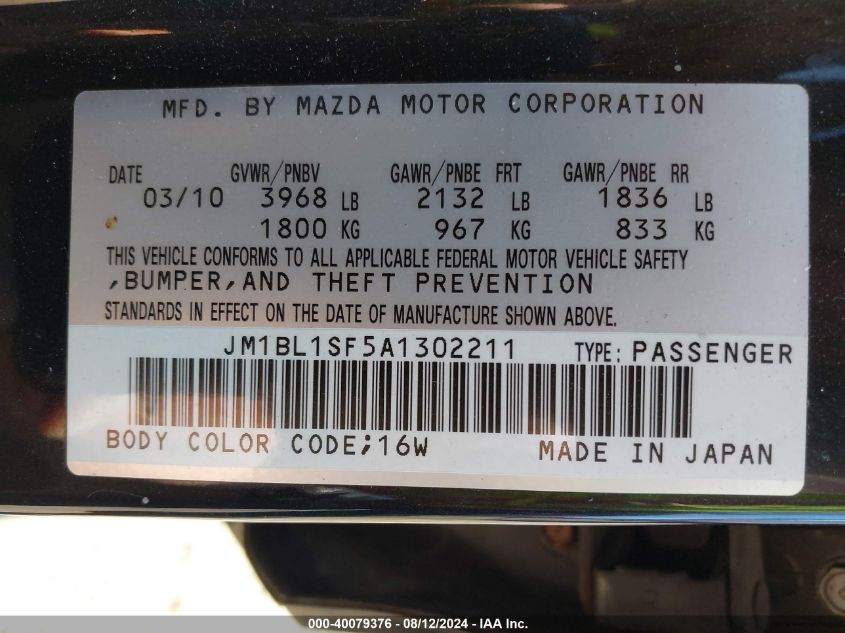 MFD. BY MAZDA MOTOR CORPORATION
DATE GVWR/PNBV GAWR/PNBE FRT GAWR/PNBE RR
03/10 3968 LB 2132 LB 1836 LB
1800 KG 967 KG 833 KG
THIS VEHICLE CONFORMS TO ALL APPLICABLE FEDERAL MOTOR VEHICLE SAFETY
,BUMPER,AND THEFT PREVENTION
STANDARDS IN EFFECT ON THE DATE OF MANUFACTURE SHOWN ABOVE.
JM1BL1SF5A1302211 TYPE: PASSENGER
BODY COLOR CODE;16W MADE IN JAPAN
000-40079376 - 08/12/2024 - IAA Inc.